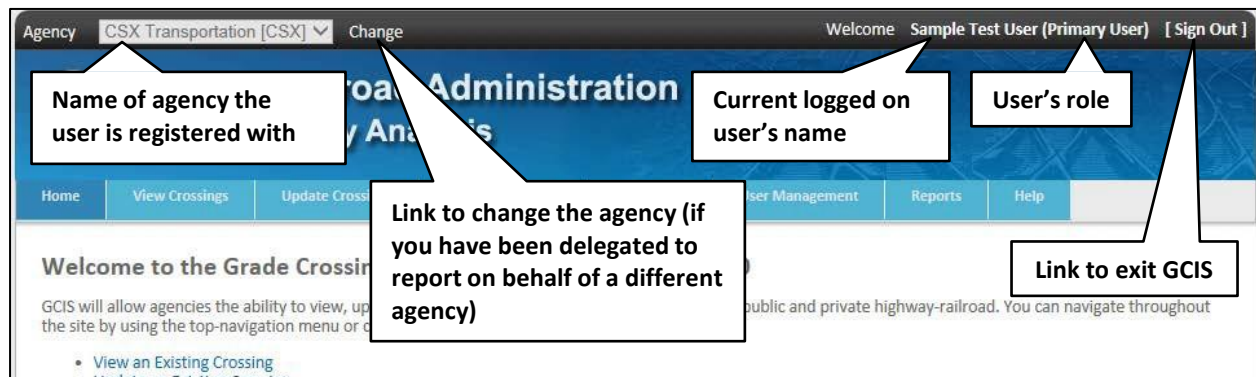 Agency CSX Transportation [CSX] Change Welcome Sample Test User (Primary User) [ Sign Out ]
Administration
Name of agency the
user is registered with
Current logged on
user's name
User's role
Home View Crossings Update User Management Reports Help
Link to change the agency (if
you have been delegated to
report on behalf of a different
agency)
Link to exit GCIS
Welcome to the Grade
GCIS will allow agencies the ability to view, public and private highway-railroad. You can navigate throughout
the site by using the top-navigation menu or
• View an Existing Crossing